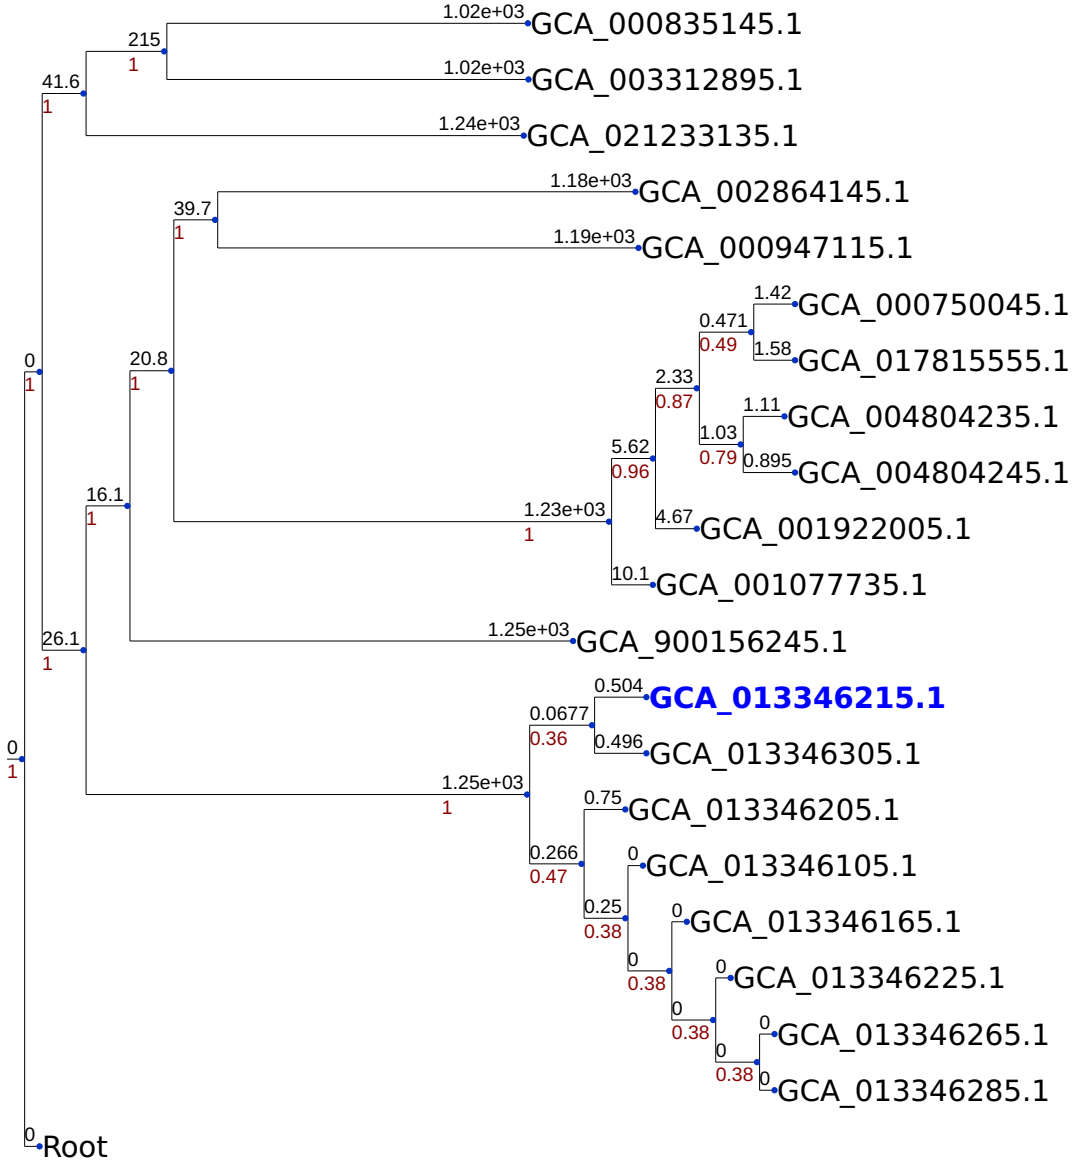 1.02e+03 GCA_000835145.1
215
1
1.02e+03 GCA_003312895.1
41.6
1
1.24e+03 GCA_021233135.1
1.18e+03 GCA_002864145.1
39.7
1
1.19e+03 GCA_000947115.1
1.42 GCA_000750045.1
0.471
0.49
1.58 GCA_017815555.1
0
1
20.8
1
2.33
0.87
1.11 GCA_004804235.1
1.03
0.79
0.895 GCA_004804245.1
5.62
0.96
16.1
1
1.23e+03
1
4.67 GCA_001922005.1
10.1 GCA_001077735.1
26.1
1
1.25e+03 GCA_900156245.1
0.504 GCA_013346215.1
0.0677
0.36
0.496 GCA_013346305.1
0
1
1.25e+03
1
0.75 GCA_013346205.1
0.266
0.47
0 GCA_013346105.1
0.25
0.38
0 GCA_013346165.1
0
0.38
0 GCA_013346225.1
0
0.38
0 GCA_013346265.1
0
0.38
0 GCA_013346285.1
0 Root